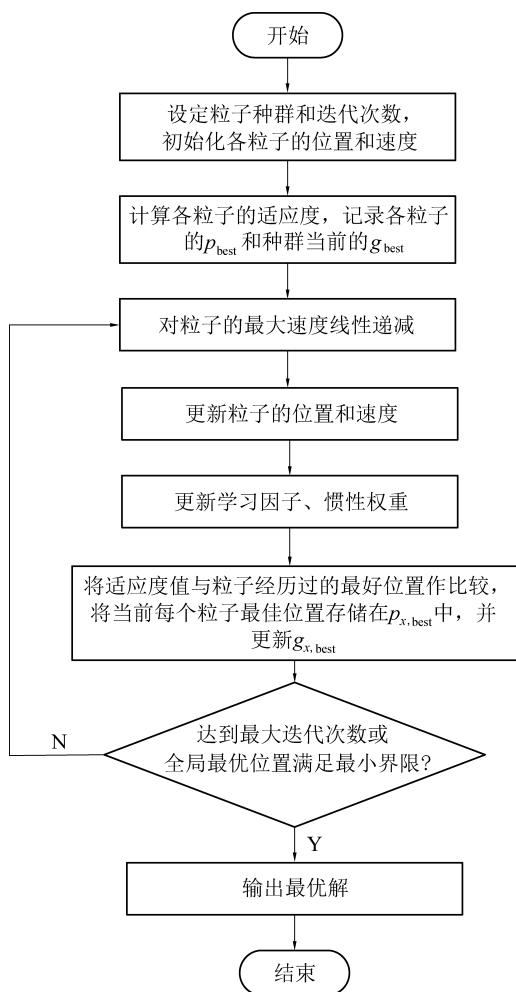 开始
设定粒子种群和迭代次数，
初始化各粒子的位置和速度
计算各粒子的适应度，记录各粒子
的p_best和种群当前的g_best
对粒子的最大速度线性递减
更新粒子的位置和速度
更新学习因子、惯性权重
将适应度值与粒子经历过的最好位置作比较，
将当前每个粒子最佳位置存储在p_x,best中，并
更新g_x,best
达到最大迭代次数或
全局最优位置满足最小界限?
N
Y
输出最优解
结束